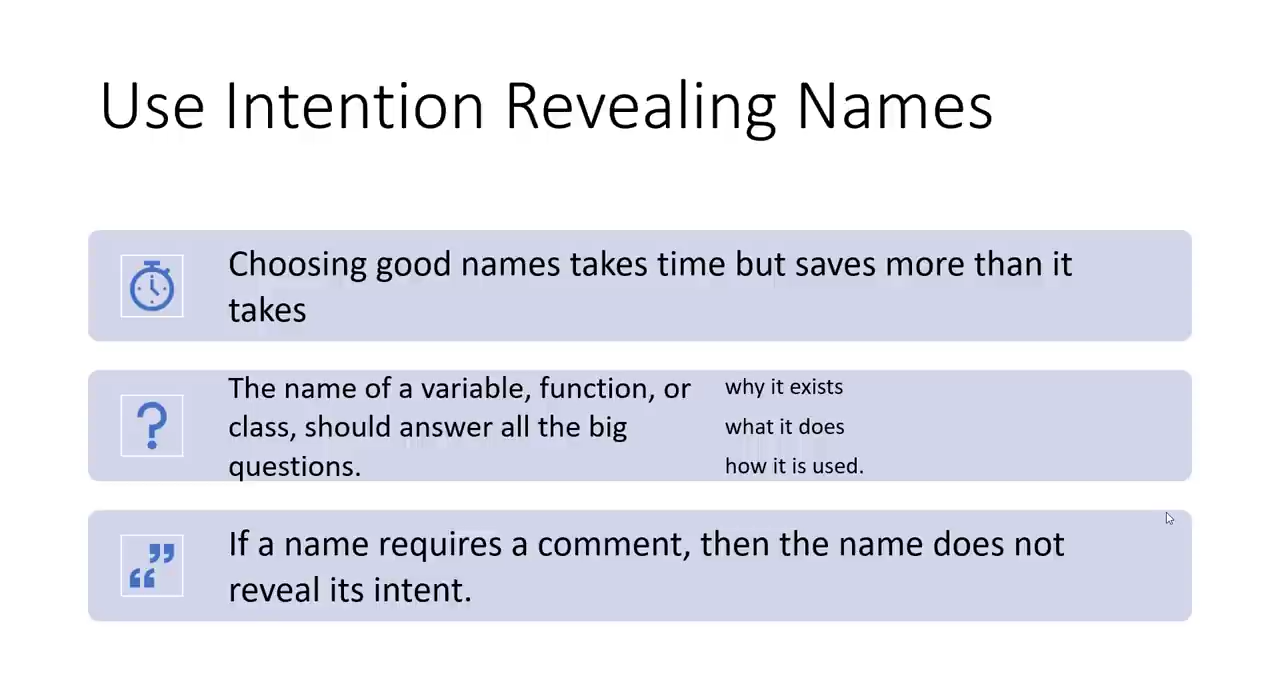 Use Intention Revealing Names
Choosing good names takes time but saves more than it
takes
The name of a variable, function, or
class, should answer all the big
questions.
why it exists
what it does
how it is used.
If a name requires a comment, then the name does not
reveal its intent.